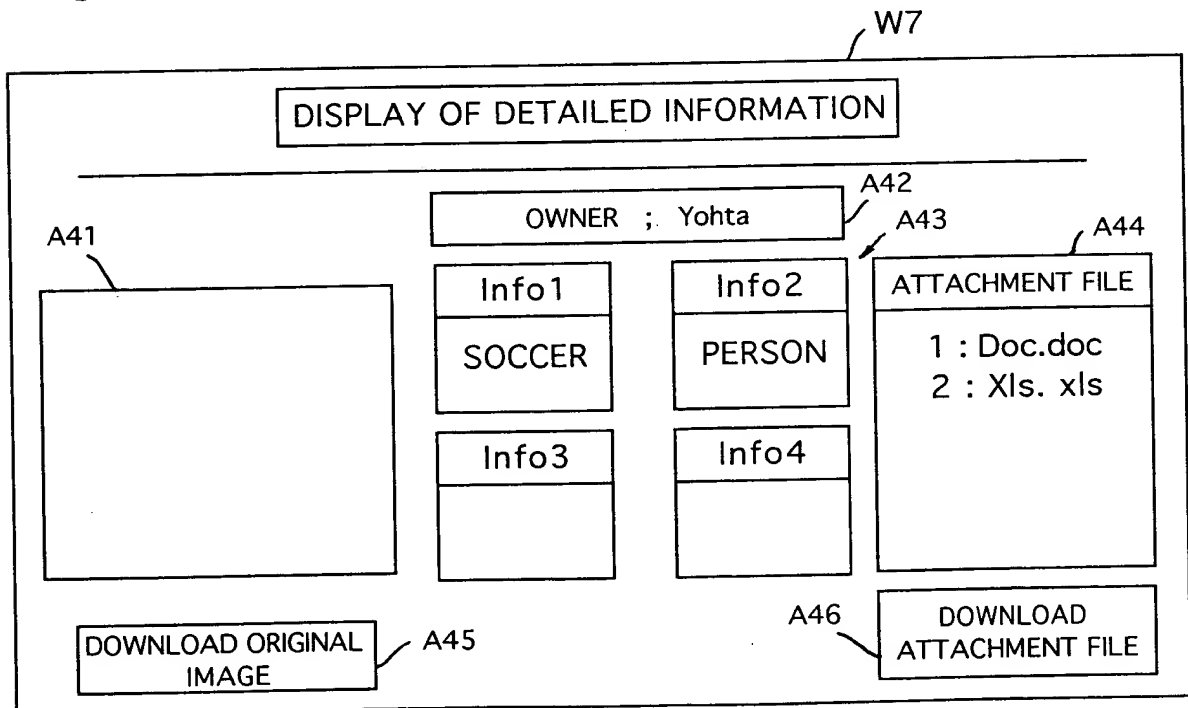 W7
DISPLAY OF DETAILED INFORMATION
OWNER ; Yohta
A42
A41
A43
A44
Info1
Info2
ATTACHMENT FILE
SOCCER
PERSON
1 : Doc.doc
2 : Xls. xls
Info3
Info4
DOWNLOAD ORIGINAL
IMAGE
A45
A46
DOWNLOAD
ATTACHMENT FILE